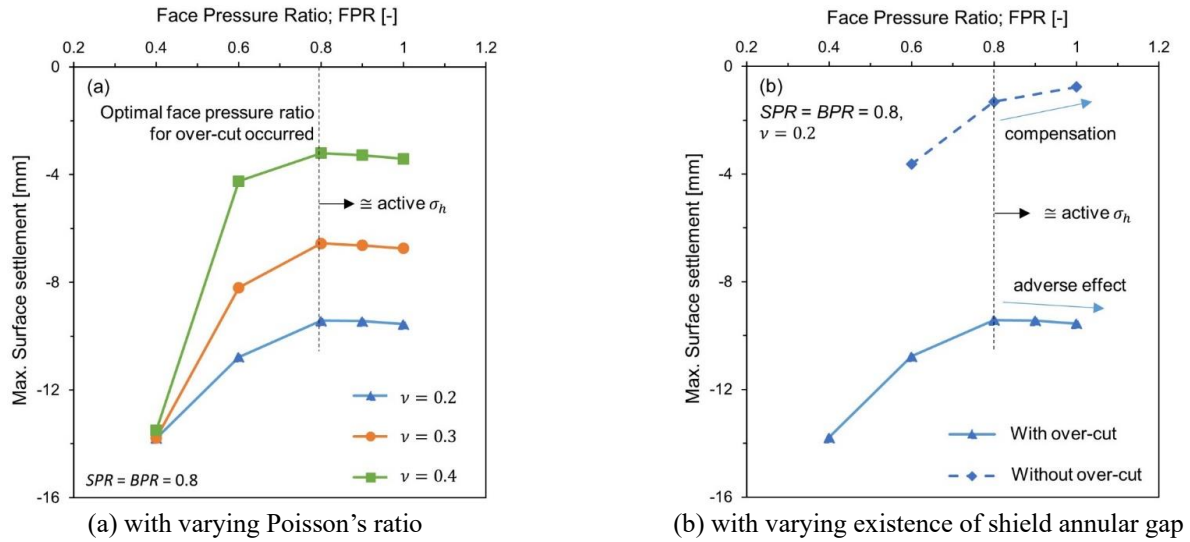 Face Pressure Ratio; FPR [-]
0.2 0.4 0.6 0.8 1 1.2
0
-4
-8
-12
-16
Max. Surface settlement [mm]
(a)
Optimal face pressure ratio
for over-cut occurred
≅ active σh
ν = 0.2
ν = 0.3
ν = 0.4
SPR = BPR = 0.8
(a) with varying Poisson’s ratio
Face Pressure Ratio; FPR [-]
0.2 0.4 0.6 0.8 1 1.2
0
-4
-8
-12
-16
Max. Surface settlement [mm]
(b)
SPR = BPR = 0.8,
ν = 0.2
compensation
≅ active σh
adverse effect
With over-cut
Without over-cut
(b) with varying existence of shield annular gap